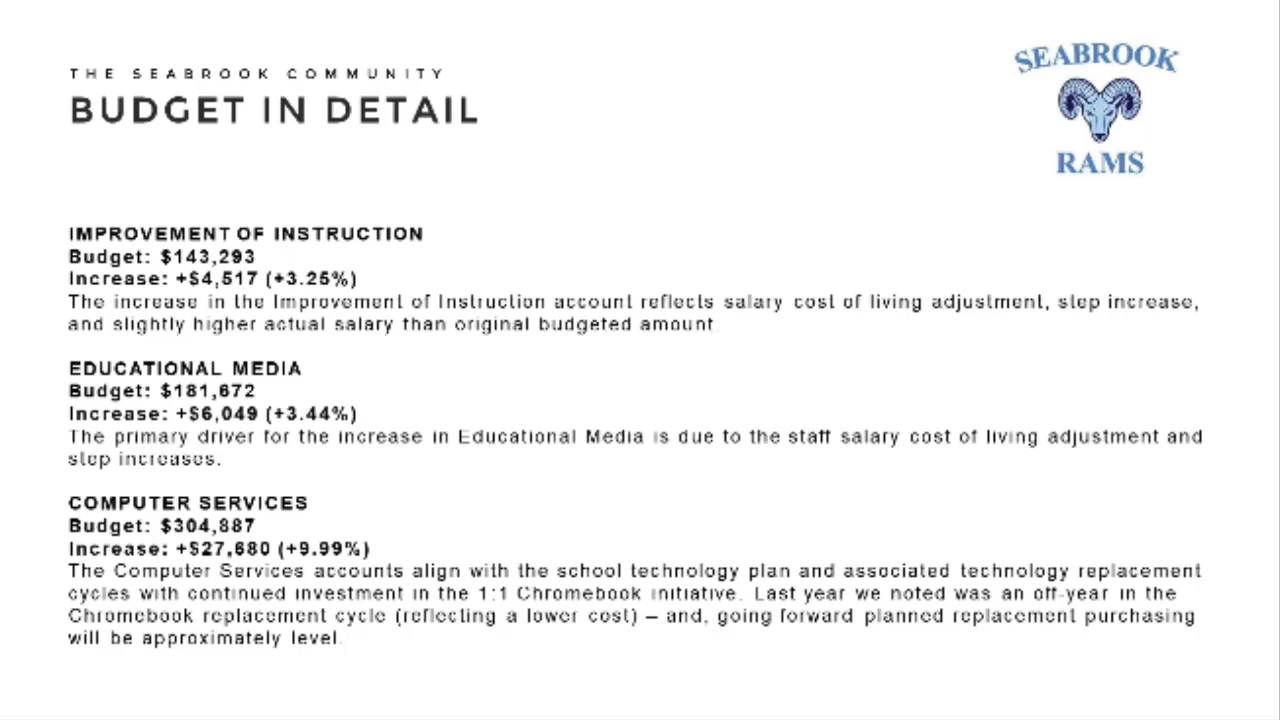 THE SEABROOK COMMUNITY
BUDGET IN DETAIL
SEABROOK
RAMS
IMPROVEMENT OF INSTRUCTION
Budget: $143,293
Increase: +$4,517 (+3.25%)
The increase in the Improvement of Instruction account reflects salary cost of living adjustment, step increase,
and slightly higher actual salary than original budgeted amount.
EDUCATIONAL MEDIA
Budget: $181,672
Increase: +$6,049 (+3.44%)
The primary driver for the increase in Educational Media is due to the staff salary cost of living adjustment and
step increases.
COMPUTER SERVICES
Budget: $304,887
Increase: +$27,680 (+9.99%)
The Computer Services accounts align with the school technology plan and associated technology replacement
cycles with continued investment in the 1:1 Chromebook initiative. Last year we noted was an off-year in the
Chromebook replacement cycle (reflecting a lower cost) – and, going forward planned replacement purchasing
will be approximately level.